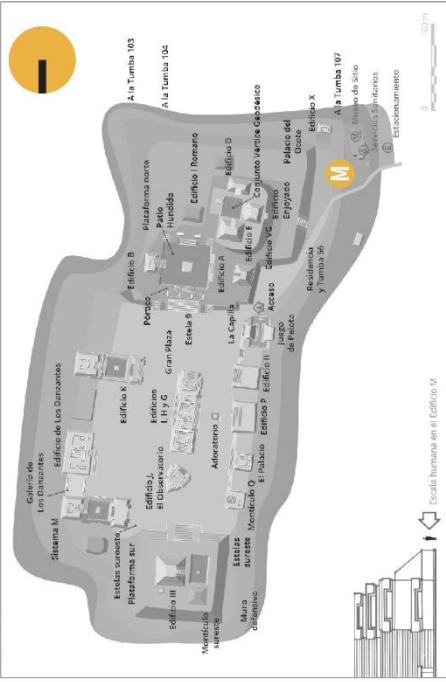 A la Tumba 103
A la Tumba 104
Plataforma norte
Patio
Hundido
Edificio I Romano
Edificio D
Conjunto Vértice Geodésico
Palacio del
Ocote
Edificio X
A la Tumba 107
Museo de Sitio
Servicios Sanitarios
Estacionamiento
0
100 m
M
Edificio B
Pórtico
Estela 9
Edificio A
Edificio E
Edificio VG
Edificio
Enjoyado
Residencia
y Tumba 56
Gran Plaza
La Capilla
Acceso
Juego
de Pelota
Edificio II
Edificio P
El Palacio
Montículo Q
Adoratorio
Edificios
I, H y G
Edificio K
Edificio de Los Danzantes
Galería de
Los Danzantes
Sistema M
Edificio J,
El Observatorio
Estelas suroeste
Plataforma sur
Edificio III
Estelas
sureste
Montículo
sureste
Muro
defensivo
Escala humana en el Edificio M